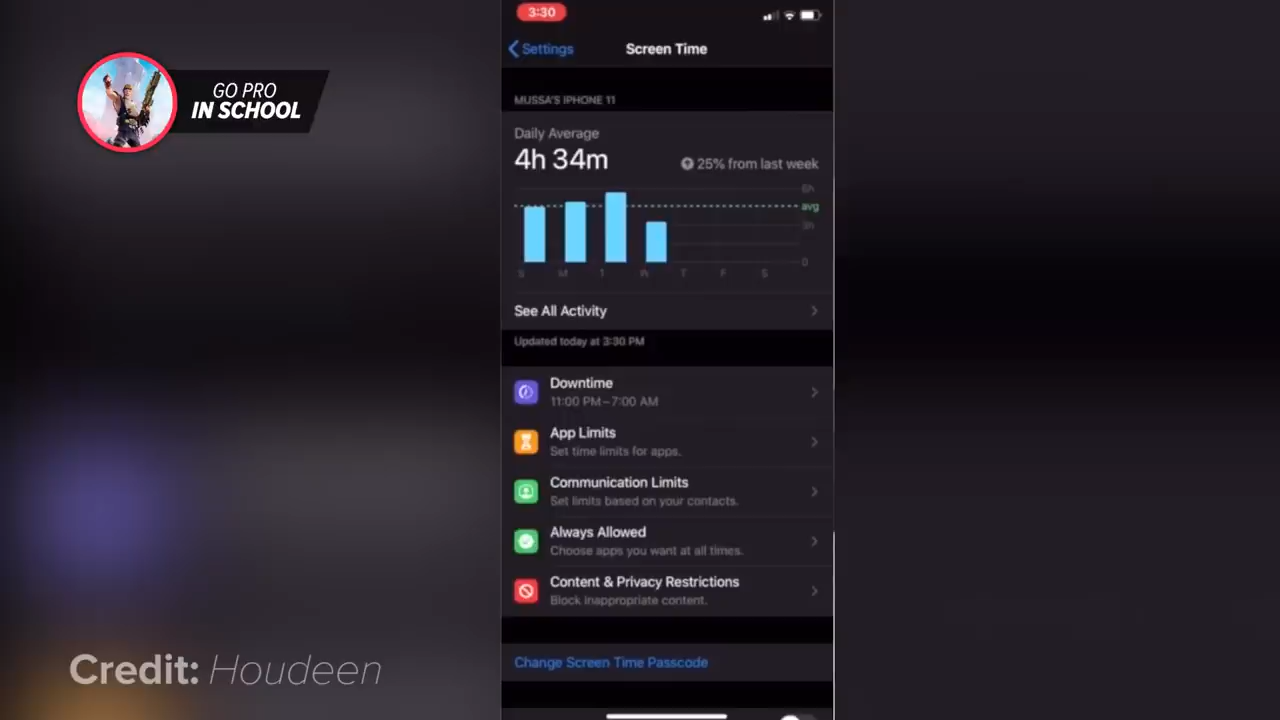 3:30
GO PRO
IN SCHOOL
Settings
Screen Time
MUSSA'S IPHONE 11
Daily Average
4h 34m
25% from last week
6h
avg
3h
0
S M T W T F S
See All Activity
Updated today at 3:30 PM
Downtime
11:00 PM–7:00 AM
App Limits
Set time limits for apps.
Communication Limits
Set limits based on your contacts.
Always Allowed
Choose apps you want at all times.
Content & Privacy Restrictions
Block inappropriate content.
Change Screen Time Passcode
Credit: Houdeen